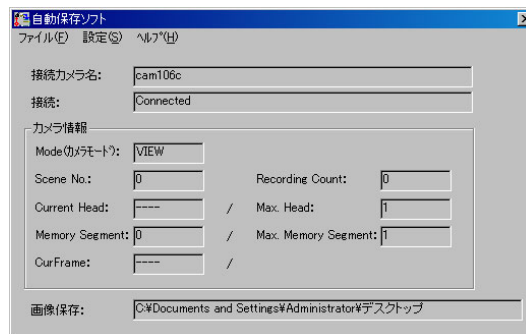 自動保存ソフト
ファイル(F) 設定(S) ヘルプ(H)
接続カメラ名: cam106c
接続: Connected
カメラ情報
Mode(カメラモード): VIEW
Scene No.: 0 Recording Count: 0
Current Head: ---- / Max. Head: 1
Memory Segment: 0 / Max. Memory Segment: 1
CurFrame: ---- /
画像保存: C:¥Documents and Settings¥Administrator¥デスクトップ